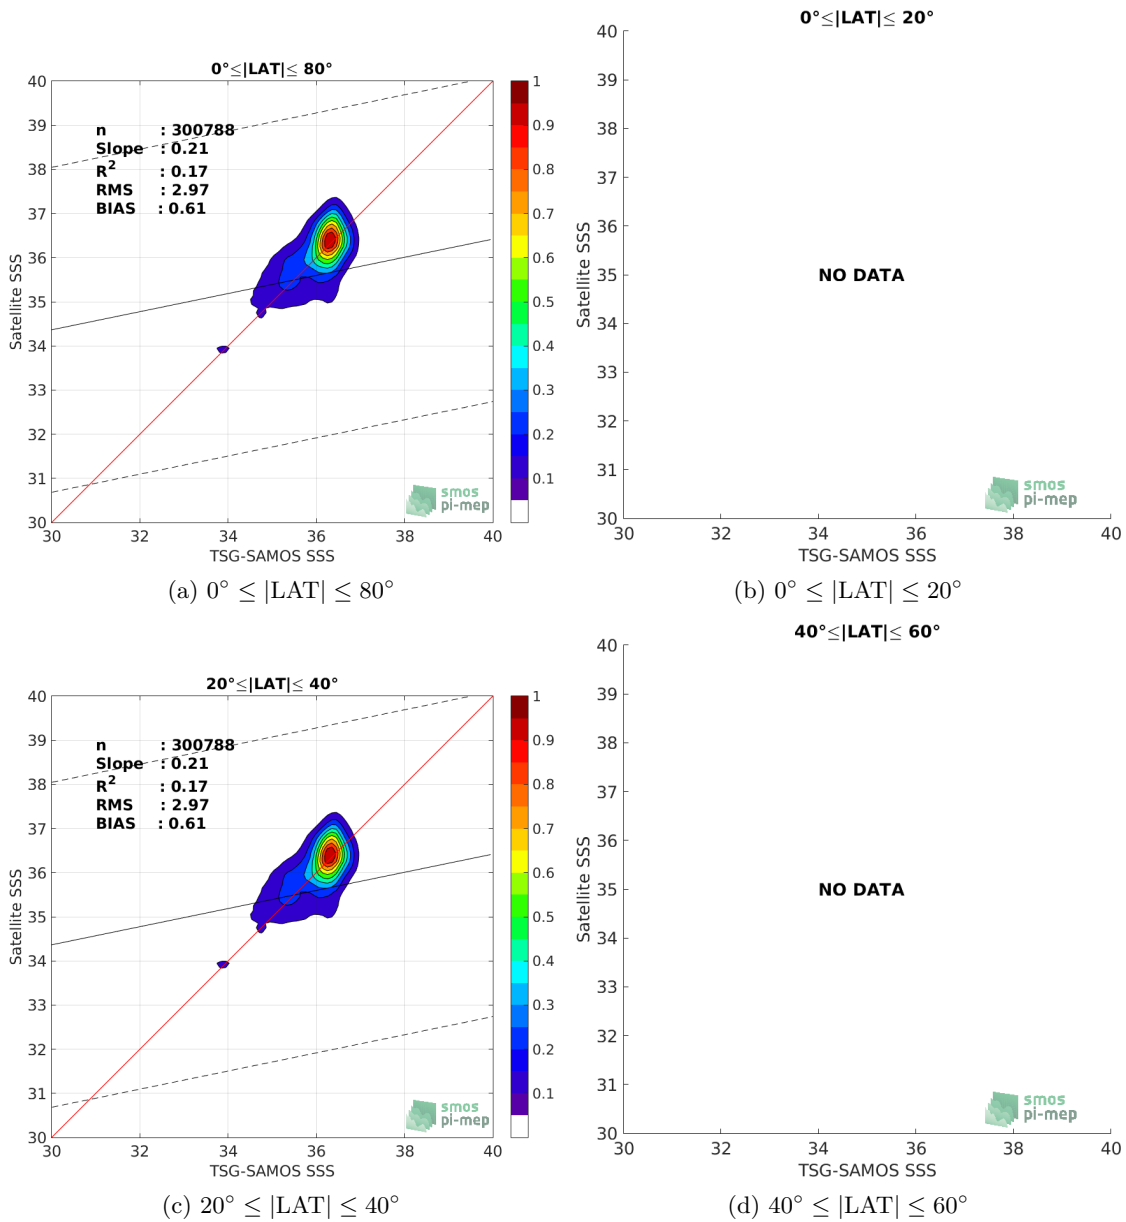 0°≤|LAT|≤ 80°
n : 300788
Slope : 0.21
R² : 0.17
RMS : 2.97
BIAS : 0.61
Satellite SSS
40
39
38
37
36
35
34
33
32
31
30
30 32 34 36 38 40
TSG-SAMOS SSS
1
0.9
0.8
0.7
0.6
0.5
0.4
0.3
0.2
0.1
smos
pi-mep
(a) 0° ≤ |LAT| ≤ 80°
0°≤|LAT|≤ 20°
Satellite SSS
40
39
38
37
36
35
34
33
32
31
30
NO DATA
30 32 34 36 38 40
TSG-SAMOS SSS
smos
pi-mep
(b) 0° ≤ |LAT| ≤ 20°
20°≤|LAT|≤ 40°
n : 300788
Slope : 0.21
R² : 0.17
RMS : 2.97
BIAS : 0.61
Satellite SSS
40
39
38
37
36
35
34
33
32
31
30
30 32 34 36 38 40
TSG-SAMOS SSS
1
0.9
0.8
0.7
0.6
0.5
0.4
0.3
0.2
0.1
smos
pi-mep
(c) 20° ≤ |LAT| ≤ 40°
40°≤|LAT|≤ 60°
Satellite SSS
40
39
38
37
36
35
34
33
32
31
30
NO DATA
30 32 34 36 38 40
TSG-SAMOS SSS
smos
pi-mep
(d) 40° ≤ |LAT| ≤ 60°